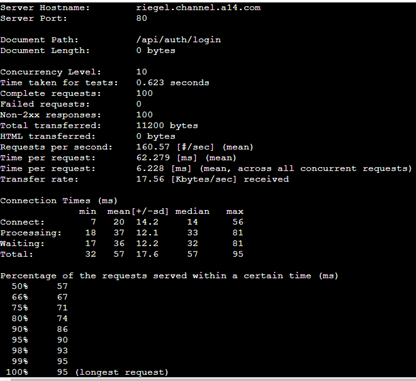 Server Hostname:        riegel.channel.a14.com
Server Port:            80
Document Path:          /api/auth/login
Document Length:        0 bytes
Concurrency Level:      10
Time taken for tests:   0.623 seconds
Complete requests:      100
Failed requests:        0
Non-2xx responses:      100
Total transferred:      11200 bytes
HTML transferred:       0 bytes
Requests per second:    160.57 [#/sec] (mean)
Time per request:       62.279 [ms] (mean)
Time per request:       6.228 [ms] (mean, across all concurrent requests)
Transfer rate:          17.56 [Kbytes/sec] received
Connection Times (ms)
              min  mean[+/-sd] median   max
Connect:        7   20  14.2     14      56
Processing:    18   37  12.1     33      81
Waiting:       17   36  12.2     32      81
Total:         32   57  17.6     57      95
Percentage of the requests served within a certain time (ms)
  50%     57
  66%     67
  75%     71
  80%     74
  90%     86
  95%     90
  98%     93
  99%     95
 100%     95 (longest request)